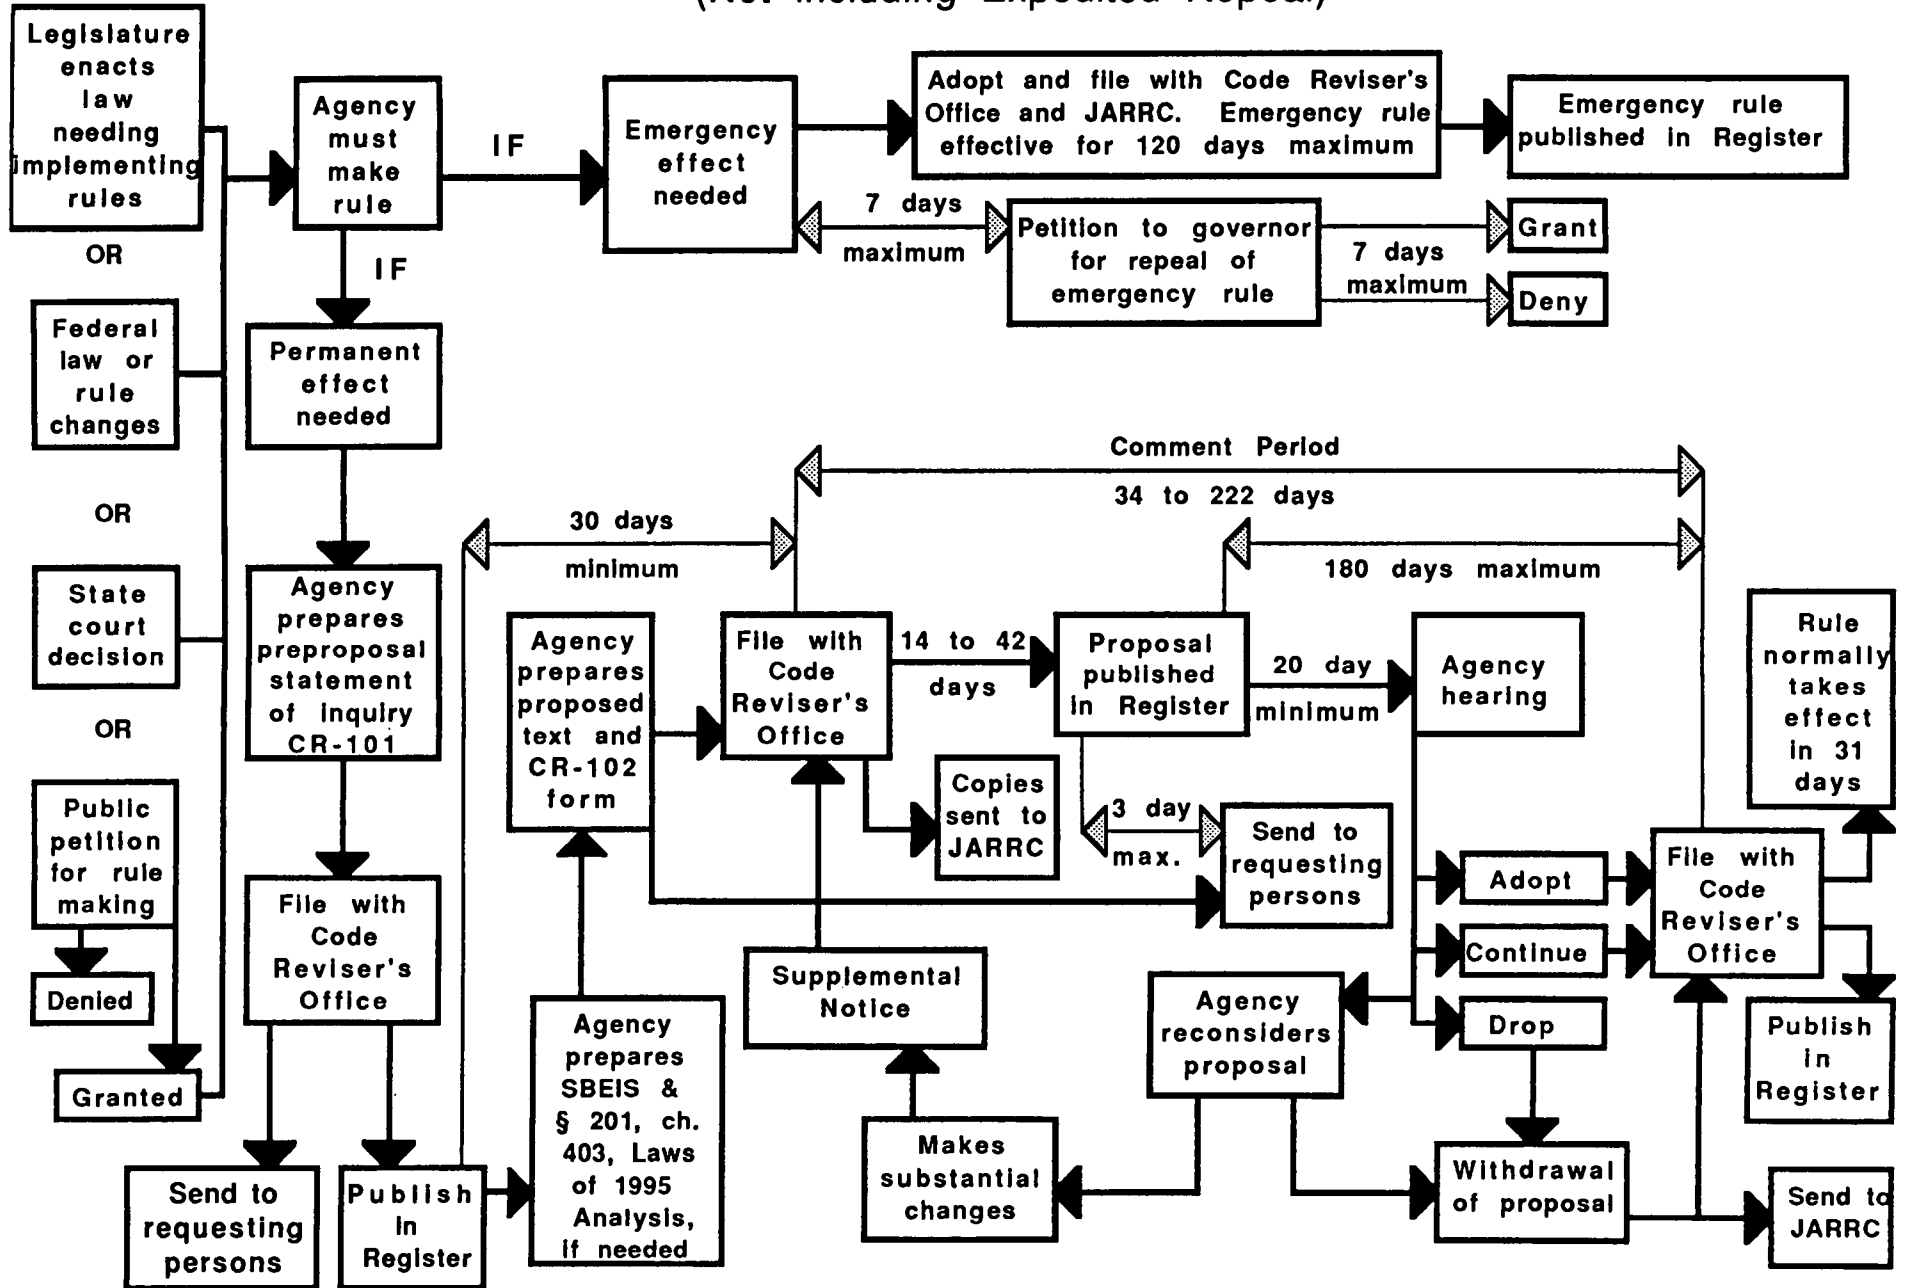 (Not Including Expedited Repeal)
Legislature
enacts
law
needing
implementing
rules
OR
Federal
law or
rule
changes
OR
State
court
decision
OR
Public
petition
for rule
making
Denied
Granted
Agency
must
make
rule
IF
IF
Emergency
effect
needed
Adopt and file with Code Reviser's
Office and JARRC. Emergency rule
effective for 120 days maximum
Emergency rule
published in Register
7 days
maximum
Petition to governor
for repeal of
emergency rule
7 days
maximum
Grant
Deny
Permanent
effect
needed
Agency
prepares
preproposal
statement
of inquiry
CR-101
File with
Code
Reviser's
Office
Send to
requesting
persons
Publish
in
Register
30 days
minimum
Agency
prepares
SBEIS &
§ 201, ch.
403, Laws
of 1995
Analysis,
if needed
Agency
prepares
proposed
text and
CR-102
form
File with
Code
Reviser's
Office
Comment Period
34 to 222 days
180 days maximum
14 to 42
days
Proposal
published
in Register
20 day
minimum
Agency
hearing
Copies
sent to
JARRC
3 day
max.
Send to
requesting
persons
Supplemental
Notice
Makes
substantial
changes
Agency
reconsiders
proposal
Adopt
Continue
Drop
Withdrawal
of proposal
File with
Code
Reviser's
Office
Rule
normally
takes
effect
in 31
days
Publish
in
Register
Send to
JARRC